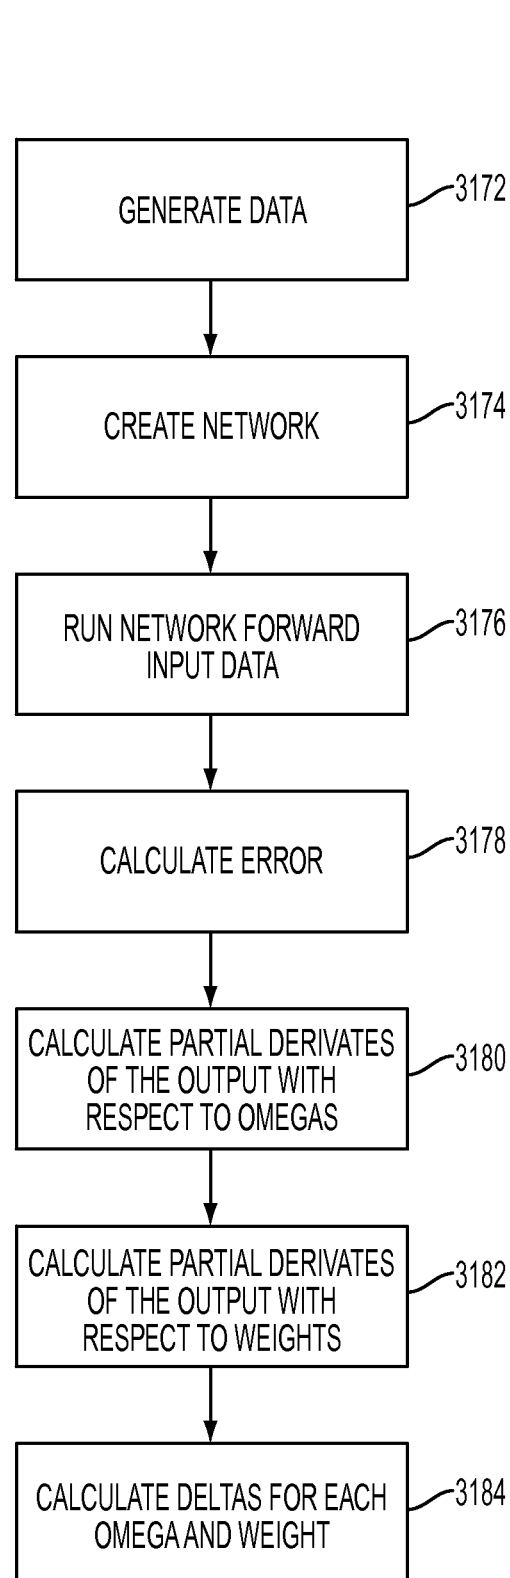 GENERATE DATA
3172
CREATE NETWORK
3174
RUN NETWORK FORWARD
INPUT DATA
3176
CALCULATE ERROR
3178
CALCULATE PARTIAL DERIVATES
OF THE OUTPUT WITH
RESPECT TO OMEGAS
3180
CALCULATE PARTIAL DERIVATES
OF THE OUTPUT WITH
RESPECT TO WEIGHTS
3182
CALCULATE DELTAS FOR EACH
OMEGA AND WEIGHT
3184